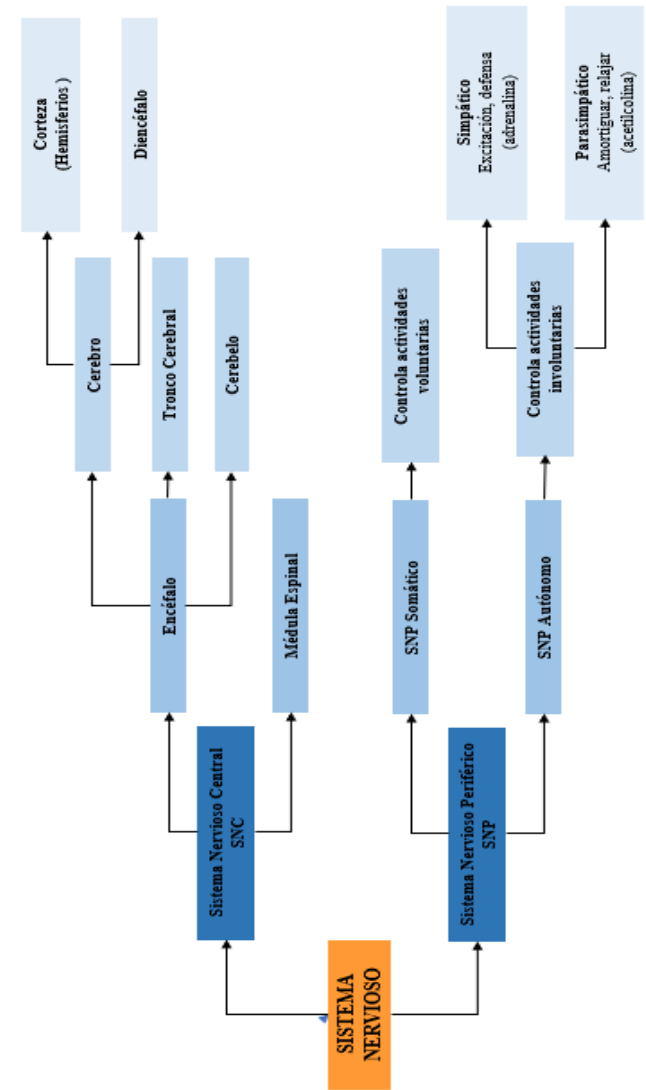 SISTEMA
NERVIOSO
Sistema Nervioso Central
SNC
Sistema Nervioso Periférico
SNP
Encéfalo
Médula Espinal
SNP Somático
SNP Autónomo
Cerebro
Tronco Cerebral
Cerebelo
Controla actividades
voluntarias
Controla actividades
involuntarias
Corteza
(Hemisferios )
Diencéfalo
Simpático
Excitación, defensa
(adrenalina)
Parasimpático
Amortiguar, relajar
(acetilcolina)